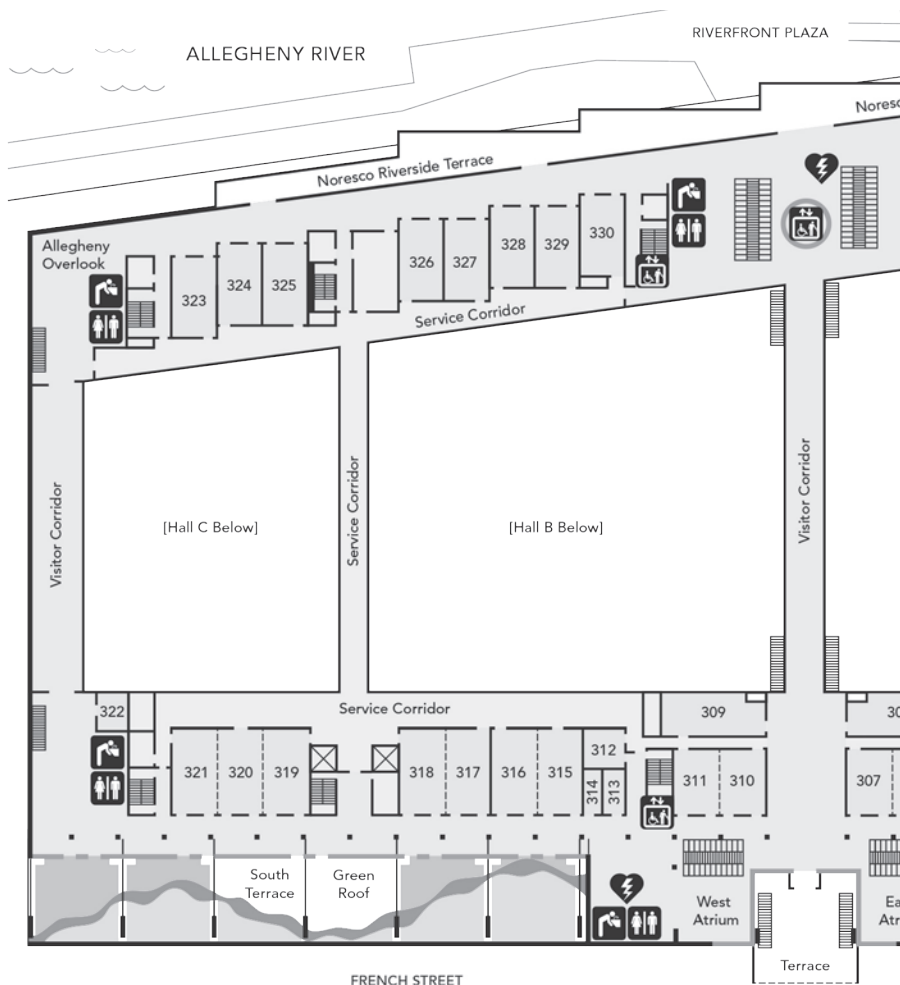 RIVERFRONT PLAZA
ALLEGHENY RIVER
Noresco Riverside Terrace
Allegheny
Overlook
330
328
329
326
327
324
325
323
Service Corridor
Visitor Corridor
Service Corridor
Visitor Corridor
[Hall C Below]
[Hall B Below]
Service Corridor
322
309
312
321
320
319
318
317
316
315
314
313
311
310
307
South
Terrace
Green
Roof
West
Atrium
Terrace
FRENCH STREET